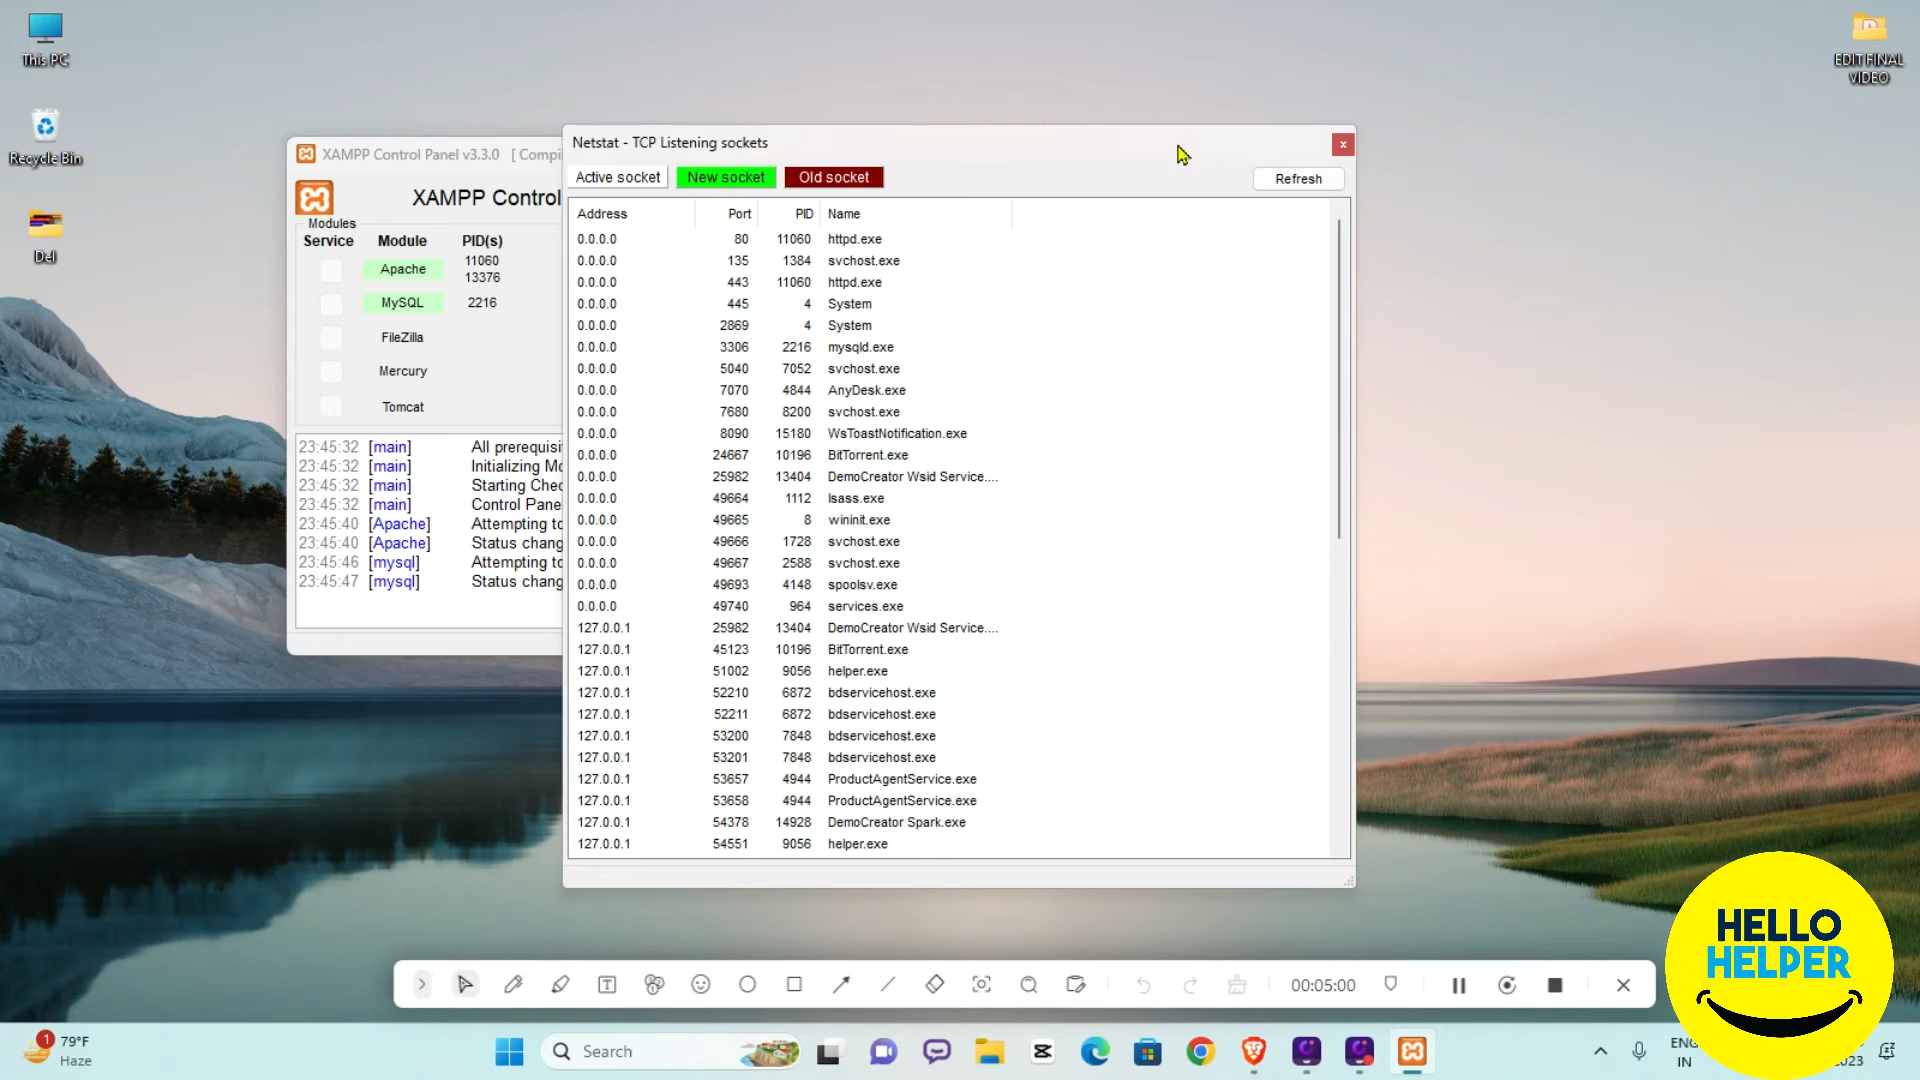 This PC
Recycle Bin
Del
EDIT FINAL
VIDEO
XAMPP Control Panel v3.3.0 [ Compi
XAMPP Control
Modules
Service Module PID(s)
Apache 11060
13376
MySQL 2216
FileZilla
Mercury
Tomcat
23:45:32 [main] All prerequisi
23:45:32 [main] Initializing Mo
23:45:32 [main] Starting Chec
23:45:32 [main] Control Pane
23:45:40 [Apache] Attempting to
23:45:40 [Apache] Status chang
23:45:46 [mysql] Attempting to
23:45:47 [mysql] Status chang
Netstat - TCP Listening sockets
x
Active socket New socket Old socket Refresh
Address Port PID Name
0.0.0.0 80 11060 httpd.exe
0.0.0.0 135 1384 svchost.exe
0.0.0.0 443 11060 httpd.exe
0.0.0.0 445 4 System
0.0.0.0 2869 4 System
0.0.0.0 3306 2216 mysqld.exe
0.0.0.0 5040 7052 svchost.exe
0.0.0.0 7070 4844 AnyDesk.exe
0.0.0.0 7680 8200 svchost.exe
0.0.0.0 8090 15180 WsToastNotification.exe
0.0.0.0 24667 10196 BitTorrent.exe
0.0.0.0 25982 13404 DemoCreator Wsid Service....
0.0.0.0 49664 1112 lsass.exe
0.0.0.0 49665 8 wininit.exe
0.0.0.0 49666 1728 svchost.exe
0.0.0.0 49667 2588 svchost.exe
0.0.0.0 49693 4148 spoolsv.exe
0.0.0.0 49740 964 services.exe
127.0.0.1 25982 13404 DemoCreator Wsid Service....
127.0.0.1 45123 10196 BitTorrent.exe
127.0.0.1 51002 9056 helper.exe
127.0.0.1 52210 6872 bdservicehost.exe
127.0.0.1 52211 6872 bdservicehost.exe
127.0.0.1 53200 7848 bdservicehost.exe
127.0.0.1 53201 7848 bdservicehost.exe
127.0.0.1 53657 4944 ProductAgentService.exe
127.0.0.1 53658 4944 ProductAgentService.exe
127.0.0.1 54378 14928 DemoCreator Spark.exe
127.0.0.1 54551 9056 helper.exe
00:05:00
HELLO
HELPER
1 79°F
Haze
Search
ENG
IN
2023